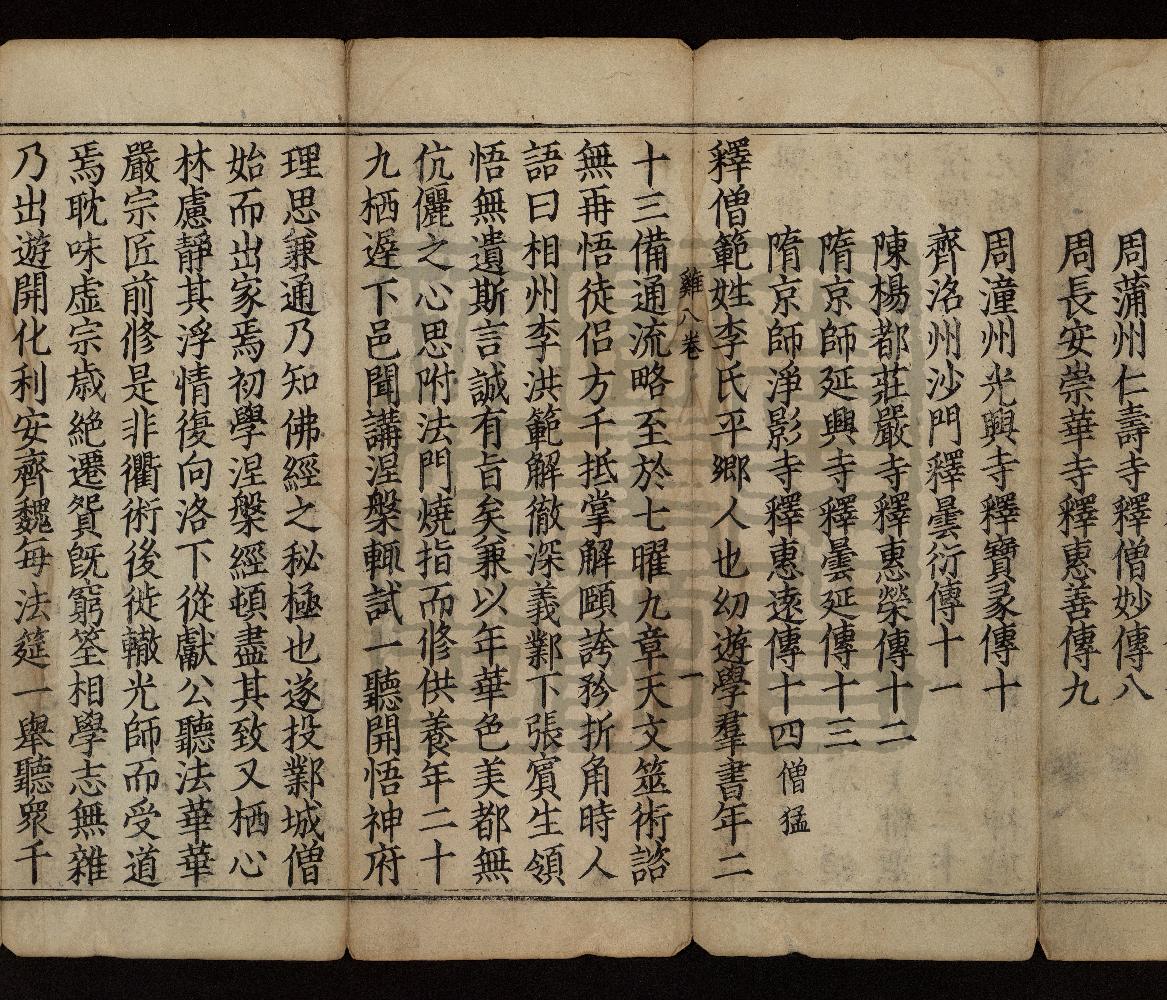 周蒲州仁壽寺釋僧妙傳八
周長安崇華寺釋惠善傳九
周潼州光興寺釋寶彖傳十
齊洛州沙門釋曇衍傳十一
陳楊都莊嚴寺釋惠榮傳十二
隋京師延興寺釋曇延傳十三
隋京師淨影寺釋惠遠傳十四 僧猛
釋僧範姓李氏平鄉人也幼遊學羣書年二
雞八卷 一
十三備通流略至於七曜九章天文筮術諮
無再悟徒侶方千抵掌解頤誇矜折角時人
語曰相州李洪範解徹深義鄴下張賓生領
悟無遺斯言誠有旨矣兼以年華色美都無
伉儷之心思附法門燒指而修供養年二十
九栖遲下邑聞講涅槃輒試一聽開悟神府
理思兼通乃知佛經之秘極也遂投鄴城僧
始而出家焉初學涅槃經頓盡其致又栖心
林慮靜其浮情復向洛下從獻公聽法華華
嚴宗匠前修是非衢術後徙轍光師而受道
焉耽味虛宗歲絶遷貿既窮筌相學志無雜
乃出遊開化利安齊魏每法筵一舉聽衆千